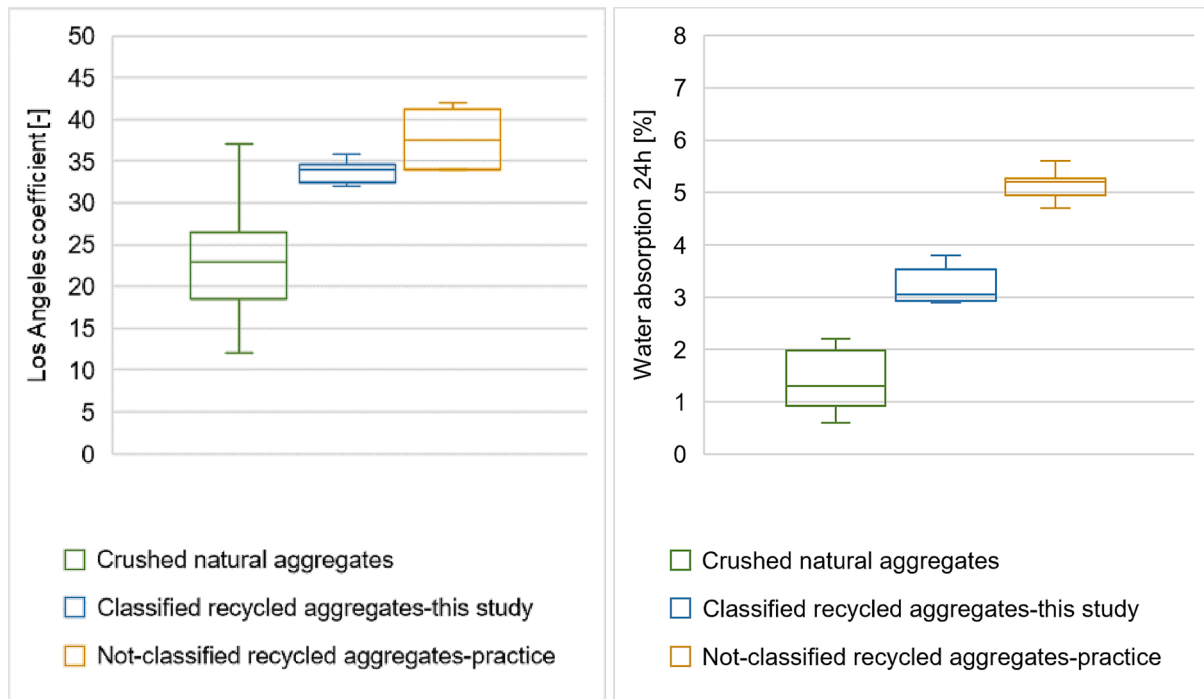 Los Angeles coefficient [-]
50
45
40
35
30
25
20
15
10
5
0
Crushed natural aggregates
Classified recycled aggregates-this study
Not-classified recycled aggregates-practice
Water absorption 24h [%]
8
7
6
5
4
3
2
1
0
Crushed natural aggregates
Classified recycled aggregates-this study
Not-classified recycled aggregates-practice